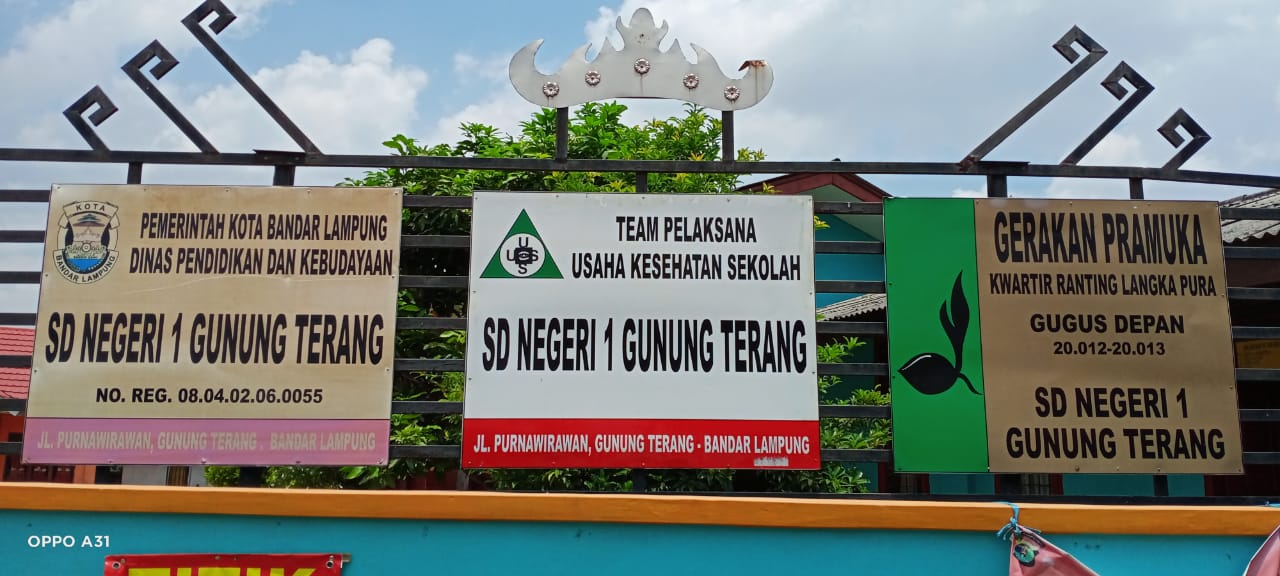 KOTA
BANDAR LAMPUNG
PEMERINTAH KOTA BANDAR LAMPUNG
DINAS PENDIDIKAN DAN KEBUDAYAAN
SD NEGERI 1 GUNUNG TERANG
NO. REG. 08.04.02.06.0055
JL. PURNAWIRAWAN, GUNUNG TERANG - BANDAR LAMPUNG
UKS
TEAM PELAKSANA
USAHA KESEHATAN SEKOLAH
SD NEGERI 1 GUNUNG TERANG
JL. PURNAWIRAWAN, GUNUNG TERANG - BANDAR LAMPUNG
GERAKAN PRAMUKA
KWARTIR RANTING LANGKA PURA
GUGUS DEPAN
20.012-20.013
SD NEGERI 1
GUNUNG TERANG
OPPO A31